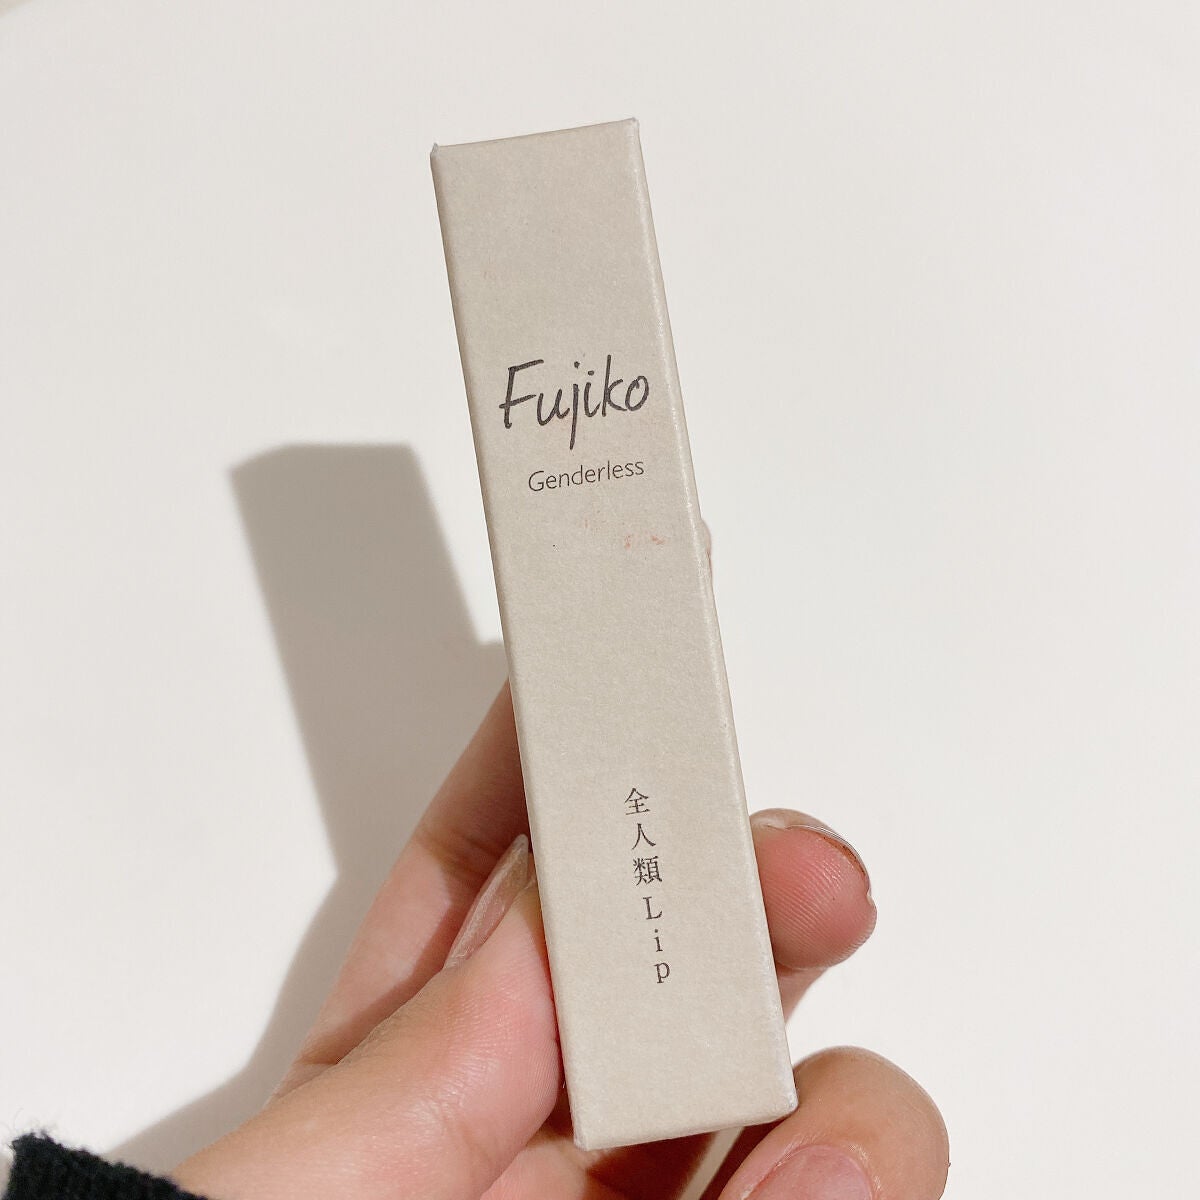 Fujiko
Genderless
全人類Lip